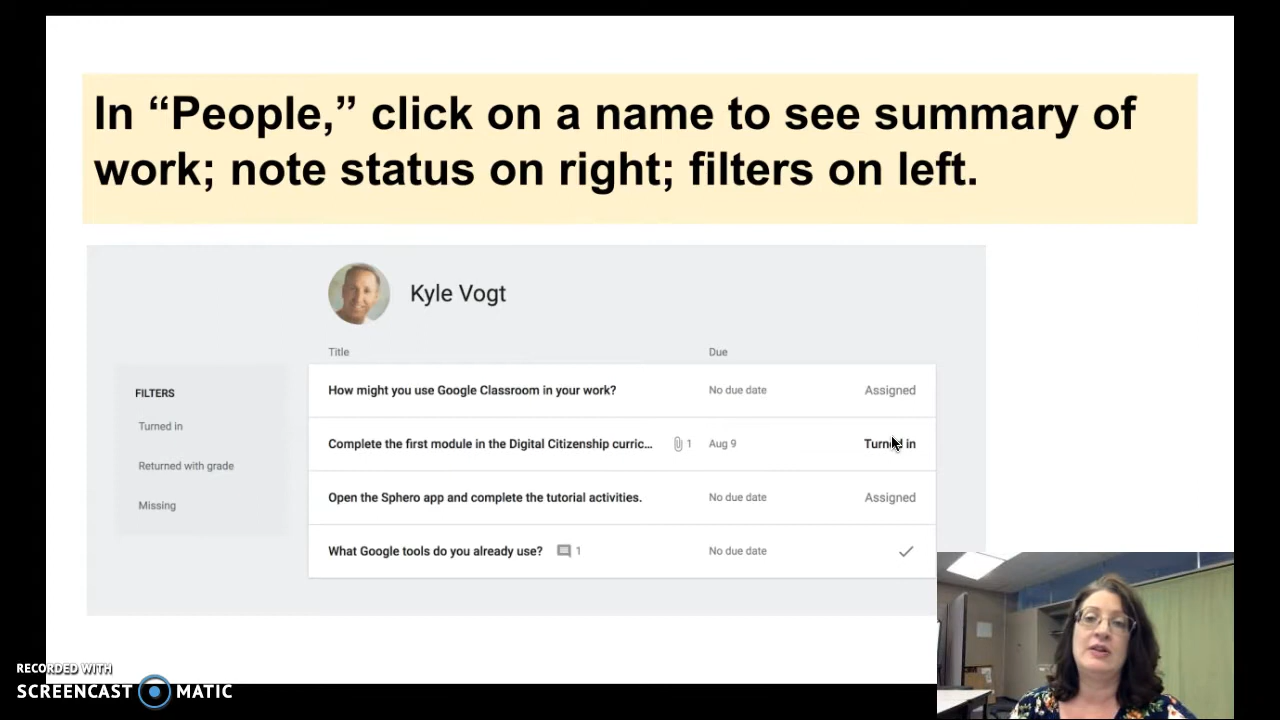 In “People,” click on a name to see summary of
work; note status on right; filters on left.
Kyle Vogt
Title Due
FILTERS
Turned in
Returned with grade
Missing
How might you use Google Classroom in your work? No due date Assigned
Complete the first module in the Digital Citizenship curric... 1 Aug 9 Turned in
Open the Sphero app and complete the tutorial activities. No due date Assigned
What Google tools do you already use? 1 No due date
RECORDED WITH
SCREENCAST MATIC